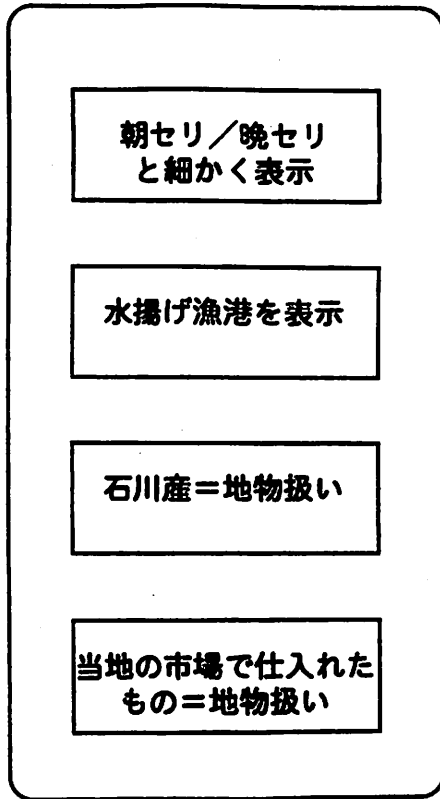 朝セリ／晩セリ
と細かく表示
水揚げ漁港を表示
石川産＝地物扱い
当地の市場で仕入れた
もの＝地物扱い